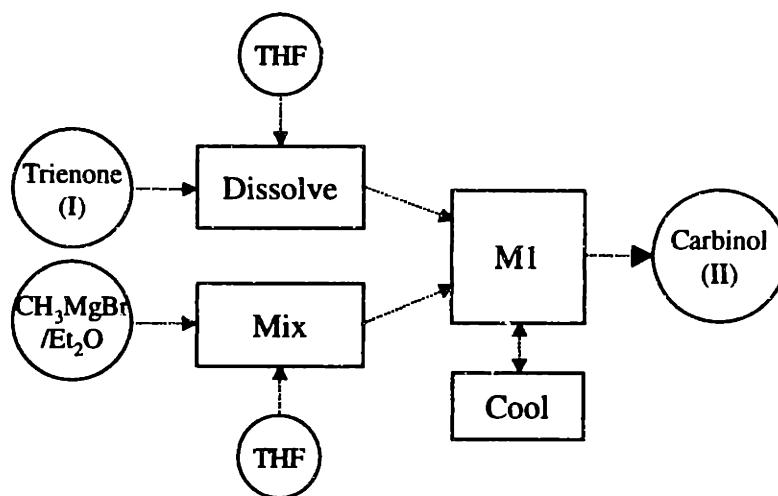 THF
Trienone
(I)
Dissolve
M1
Carbinol
(II)
CH₃MgBr
/Et₂O
Mix
Cool
THF